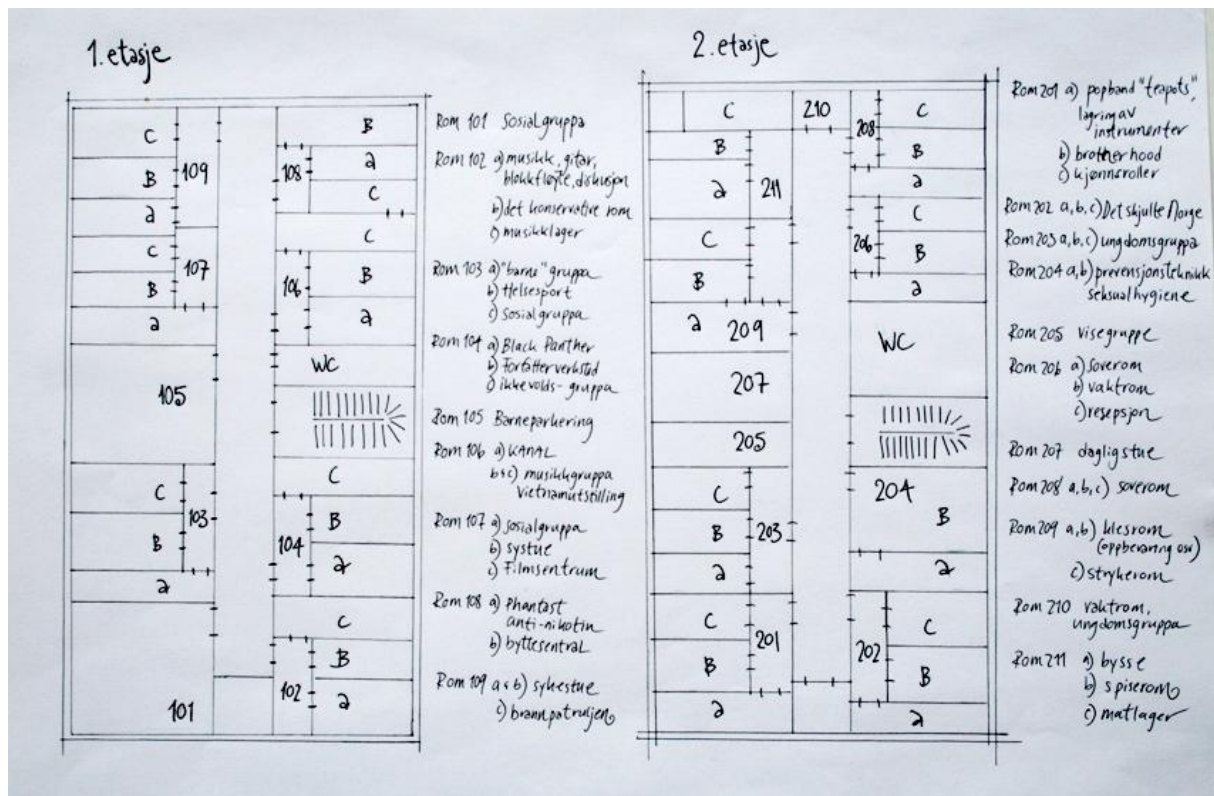 1. etasje
C
B
109
a
C
107
B
a
105
C
103
B
a
101
B
108
a
C
C
106
B
a
WC
C
B
104
a
C
B
102
a
Rom 101 Sosialgruppa
Rom 102 a) musikk, gitar,
blokkfløyte, diskusjon
b) det konservative rom
c) musikklager
Rom 103 a) "barne" gruppa
b) Helsesport
c) Sosialgruppa
Rom 104 a) Black Panther
b) Forfatterverksted
c) ikkevolds-gruppa
Rom 105 Barneparkering
Rom 106 a) KANAL
b&c) musikkgruppa
Vietnamutstilling
Rom 107 a) sosialgruppa
b) systue
c) Filmsentrum
Rom 108 a) Phantast
anti-nikotin
b) byttesentral
Rom 109 a&b) sykestue
c) brannpatruljen
2. etasje
C
210
B
a
211
C
B
a
209
207
205
C
B
203
a
C
201
B
a
C
208
B
a
C
206
B
a
WC
204
B
a
C
202
B
a
Rom 201 a) popband "teapots",
lagring av
instrumenter
b) brotherhood
c) kjønnsroller
Rom 202 a, b, c) Det skjulte Norge
Rom 203 a, b, c) ungdomsgruppa
Rom 204 a, b) prevensjonsteknikk
seksualhygiene
Rom 205 visegruppe
Rom 206 a) soverom
b) vaktrom
c) resepsjon
Rom 207 dagligstue
Rom 208 a, b, c) soverom
Rom 209 a, b) klesrom
(oppbevaring osv)
c) strykerom
Rom 210 vaktrom,
ungdomsgruppa
Rom 211 a) bysse
b) spiserom
c) matlager